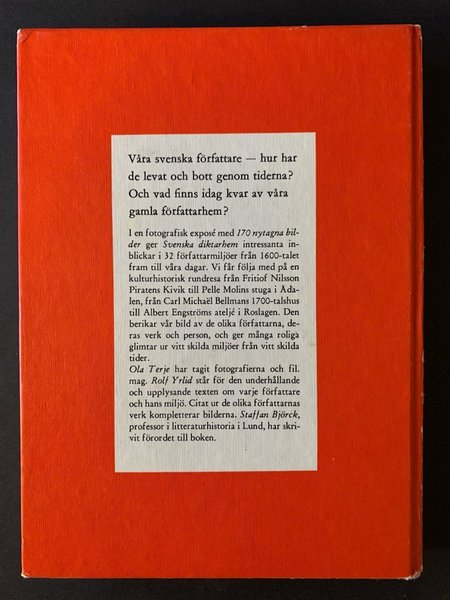 Våra svenska författare — hur har
de levat och bott genom tiderna?
Och vad finns idag kvar av våra
gamla författarhem?
I en fotografisk exposé med 170 nytagna bil-
der ger Svenska diktarhem intressanta in-
blickar i 32 författarmiljöer från 1600-talet
fram till våra dagar. Vi får följa med på en
kulturhistorisk rundresa från Fritiof Nilsson
Piratens Kivik till Pelle Molins stuga i Åda-
len, från Carl Michaël Bellmans 1700-talshus
till Albert Engströms ateljé i Roslagen. Den
berikar vår bild av de olika författarna, de-
ras verk och person, och ger många roliga
glimtar ur vitt skilda miljöer från vitt skilda
tider.
Ola Terje har tagit fotografierna och fil.
mag. Rolf Yrlid står för den underhållande
och upplysande texten om varje författare
och hans miljö. Citat ur de olika författarnas
verk kompletterar bilderna. Staffan Björck,
professor i litteraturhistoria i Lund, har skri-
vit förordet till boken.